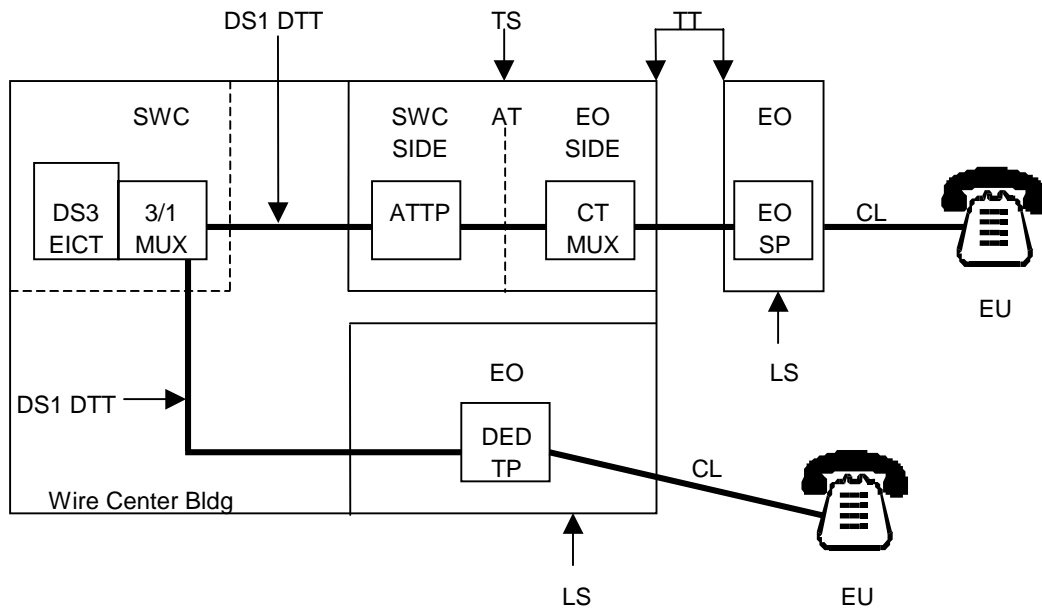 DS1 DTT
TS
TT
SWC
SWC
SIDE
AT
EO
SIDE
EO
DS3
EICT
3/1
MUX
ATTP
CT
MUX
EO
SP
CL
EU
LS
EO
DS1 DTT
DED
TP
CL
Wire Center Bldg
LS
EU